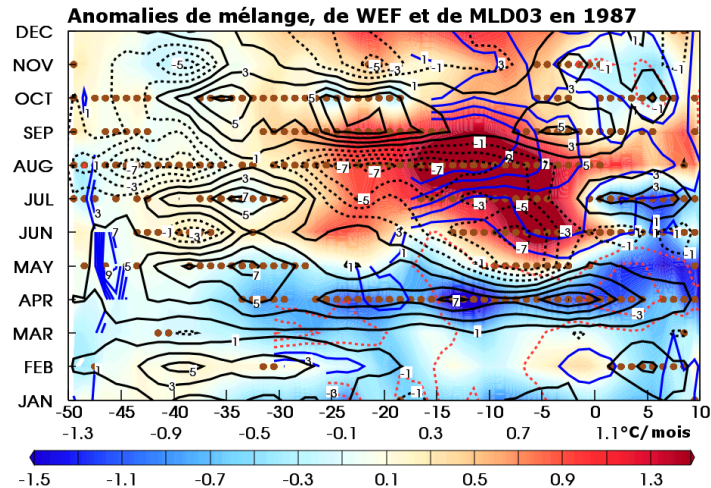 Anomalies de mélange, de WEF et de MLD03 en 1987
DEC
NOV
OCT
SEP
AUG
JUL
JUN
MAY
APR
MAR
FEB
JAN
-50 -45 -40 -35 -30 -25 -20 -15 -10 -5 0 5 10
-1.3 -0.9 -0.5 -0.1 0.3 0.7 1.1°C/mois
-1.5 -1.1 -0.7 -0.3 0.1 0.5 0.9 1.3